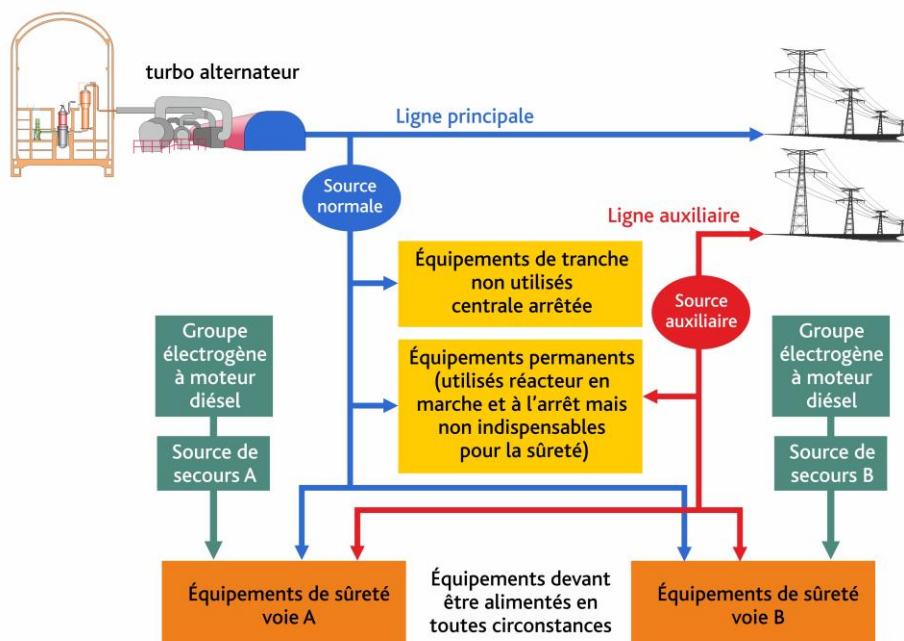 turbo alternateur
Ligne principale
Source
normale
Ligne auxiliaire
Équipements de tranche
non utilisés
centrale arrêtée
Source
auxiliaire
Groupe
électrogène
à moteur
diésel
Équipements permanents
(utilisés réacteur en
marche et à l’arrêt mais
non indispensables
pour la sûreté)
Groupe
électrogène
à moteur
diésel
Source de
secours A
Source de
secours B
Équipements de sûreté
voie A
Équipements devant
être alimentés en
toutes circonstances
Équipements de sûreté
voie B